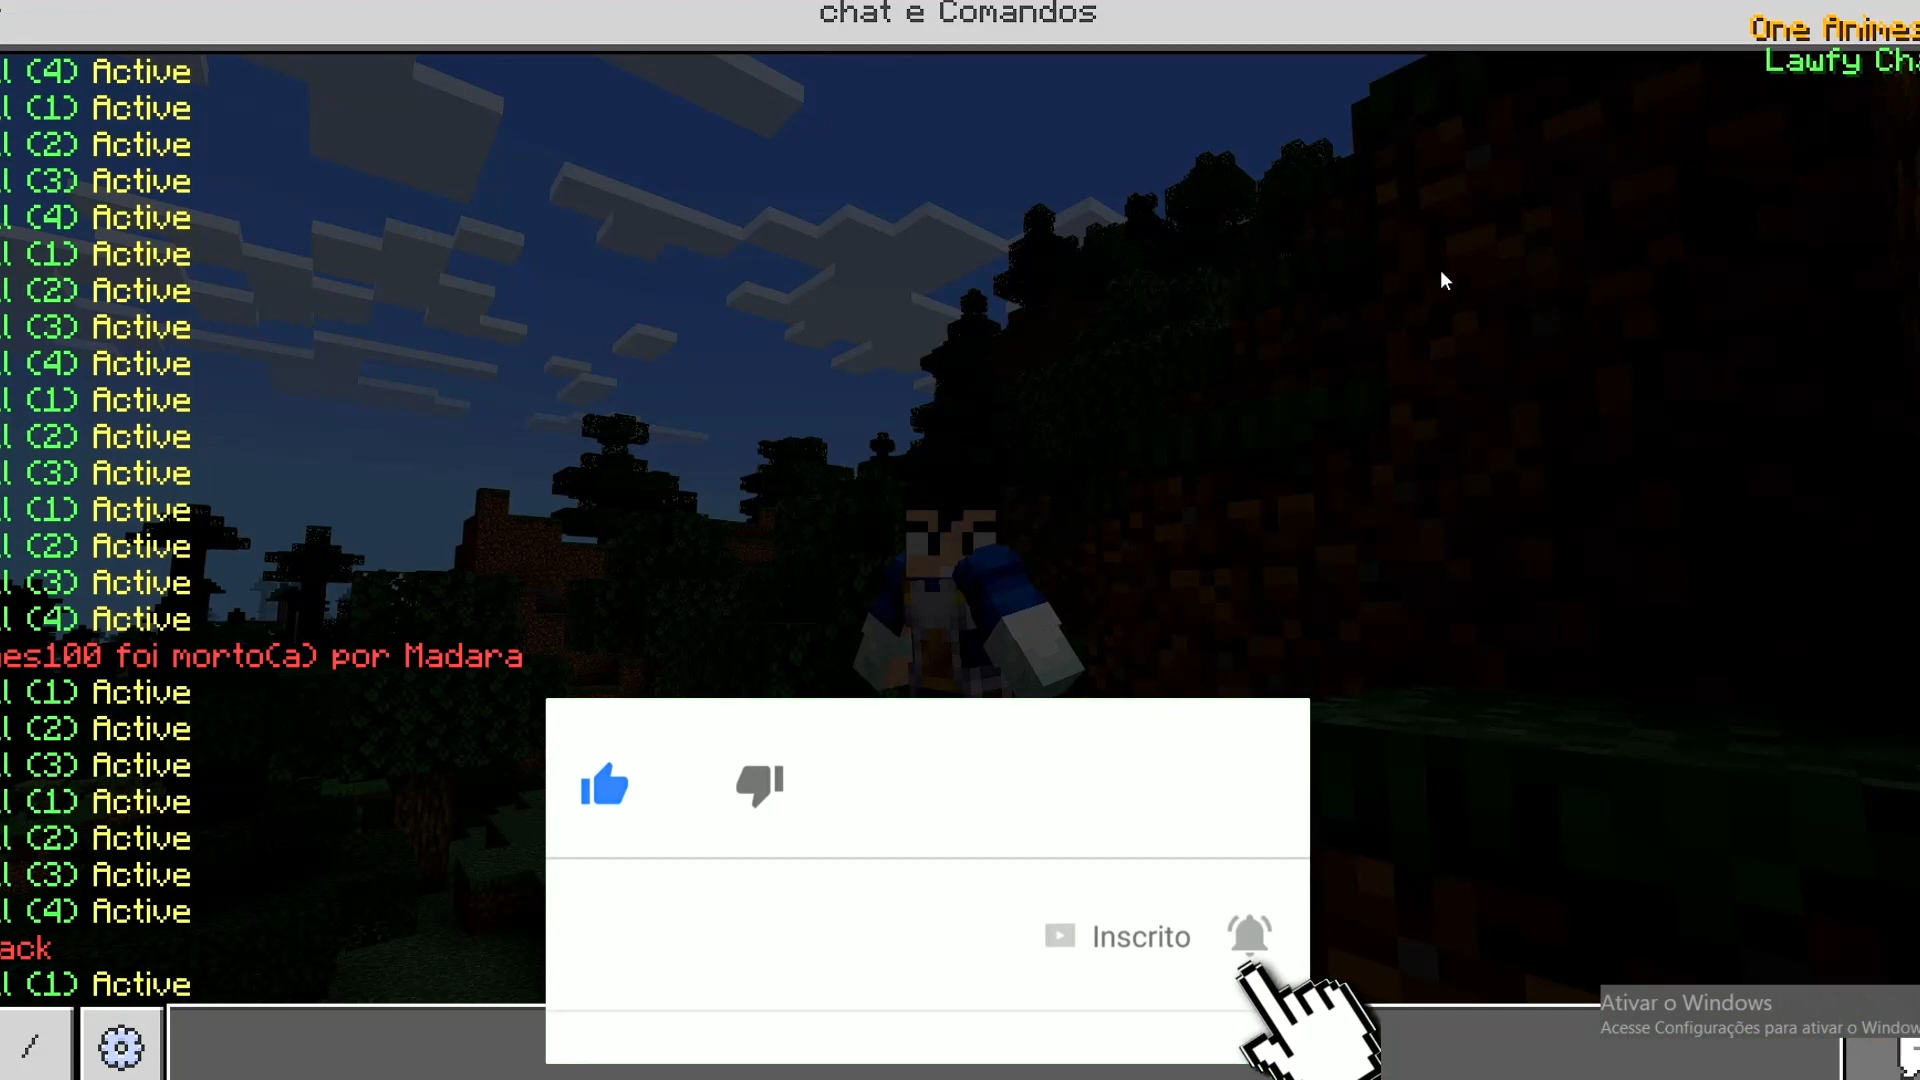 chat e Comandos
One Animes
Lawfy Cha
l (4) Active
l (1) Active
l (2) Active
l (3) Active
l (4) Active
l (1) Active
l (2) Active
l (3) Active
l (4) Active
l (1) Active
l (2) Active
l (3) Active
l (1) Active
l (2) Active
l (3) Active
l (4) Active
es100 foi morto(a) por Madara
l (1) Active
l (2) Active
l (3) Active
l (1) Active
l (2) Active
l (3) Active
l (4) Active
ack
l (1) Active
Inscrito
/
Ativar o Windows
Acesse Configurações para ativar o Window